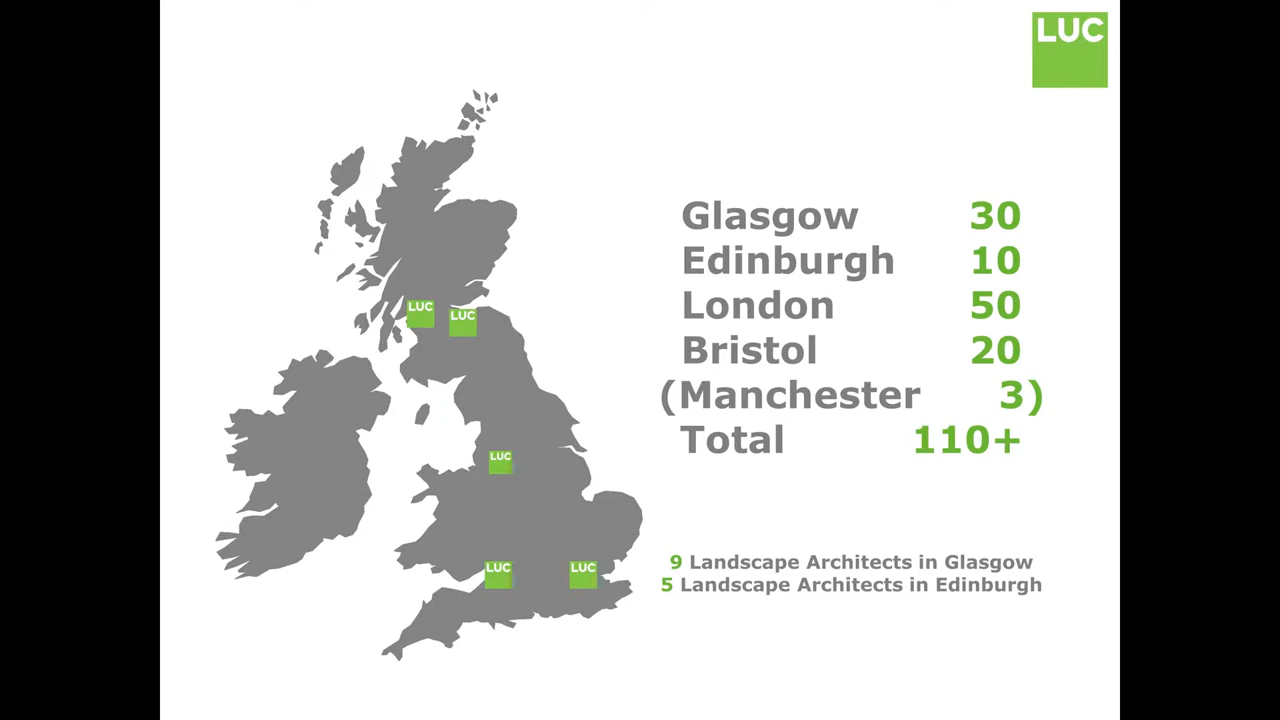 LUC
Glasgow 30
Edinburgh 10
London 50
Bristol 20
(Manchester 3)
Total 110+
LUC
LUC
LUC
LUC
LUC
9 Landscape Architects in Glasgow
5 Landscape Architects in Edinburgh